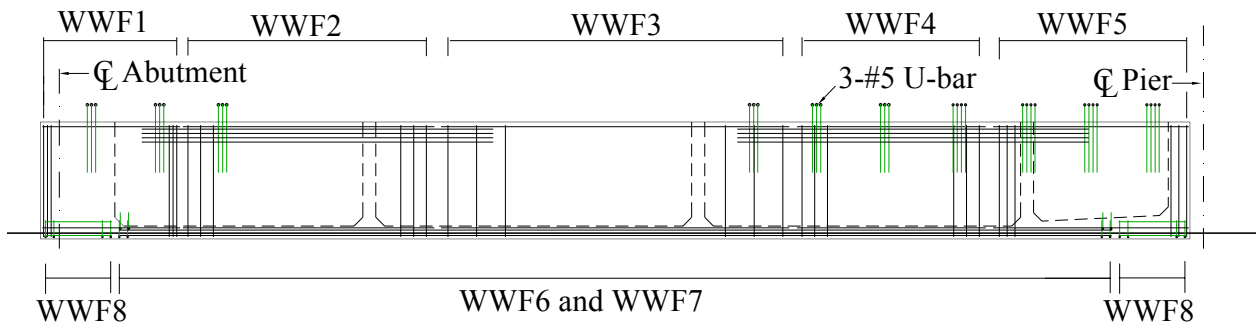 WWF1 WWF2 WWF3 WWF4 WWF5
℄ Abutment 3-#5 U-bar ℄ Pier
WWF8 WWF6 and WWF7 WWF8